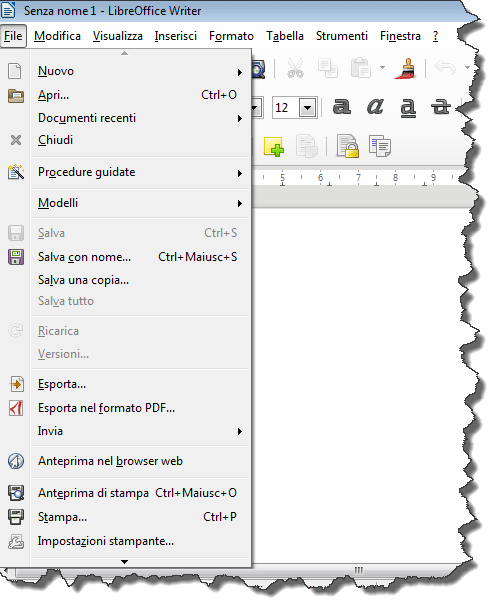 Senza nome 1 - LibreOffice Writer
File Modifica Visualizza Inserisci Formato Tabella Strumenti Finestra ?
Nuovo
Apri... Ctrl+O
Documenti recenti
Chiudi
Procedure guidate
Modelli
Salva Ctrl+S
Salva con nome... Ctrl+Maiusc+S
Salva una copia...
Salva tutto
Ricarica
Versioni...
Esporta...
Esporta nel formato PDF...
Invia
Anteprima nel browser web
Anteprima di stampa Ctrl+Maiusc+O
Stampa... Ctrl+P
Impostazioni stampante...
12 a a a a
5 6 7 8 9